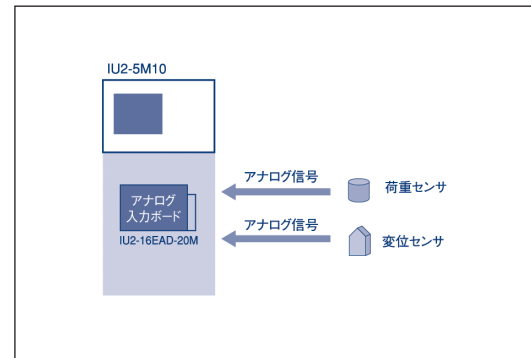 IU2-5M10
アナログ信号
荷重センサ
アナログ
入力ボード
IU2-16EAD-20M
アナログ信号
変位センサ